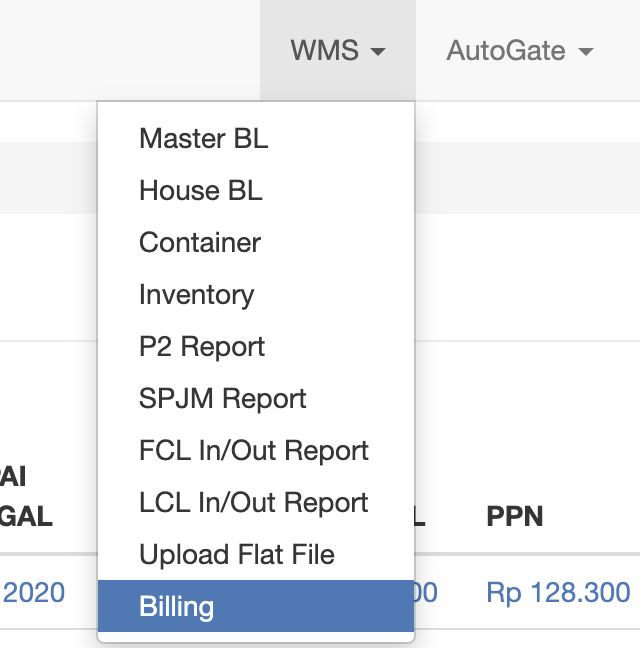 WMS AutoGate
Master BL
House BL
Container
Inventory
P2 Report
SPJM Report
FCL In/Out Report
LCL In/Out Report
Upload Flat File
Billing
PAI
GAL
L PPN
2020 00 Rp 128.300